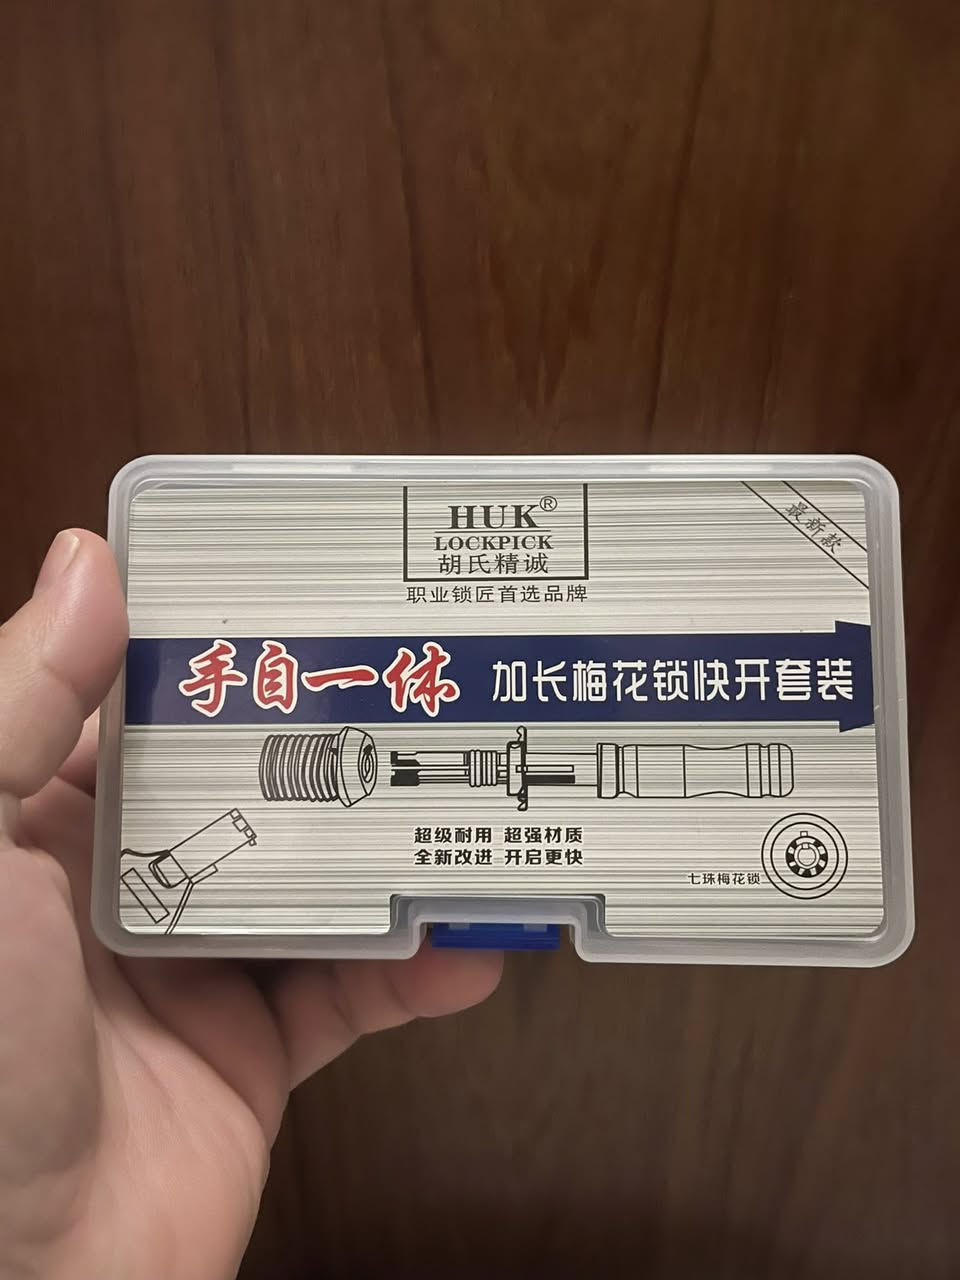 HUK®
LOCKPICK
胡氏精诚
职业锁匠首选品牌
最新款
手自一体 加长梅花锁快开套装
超级耐用 超强材质
全新改进 开启更快
七珠梅花锁